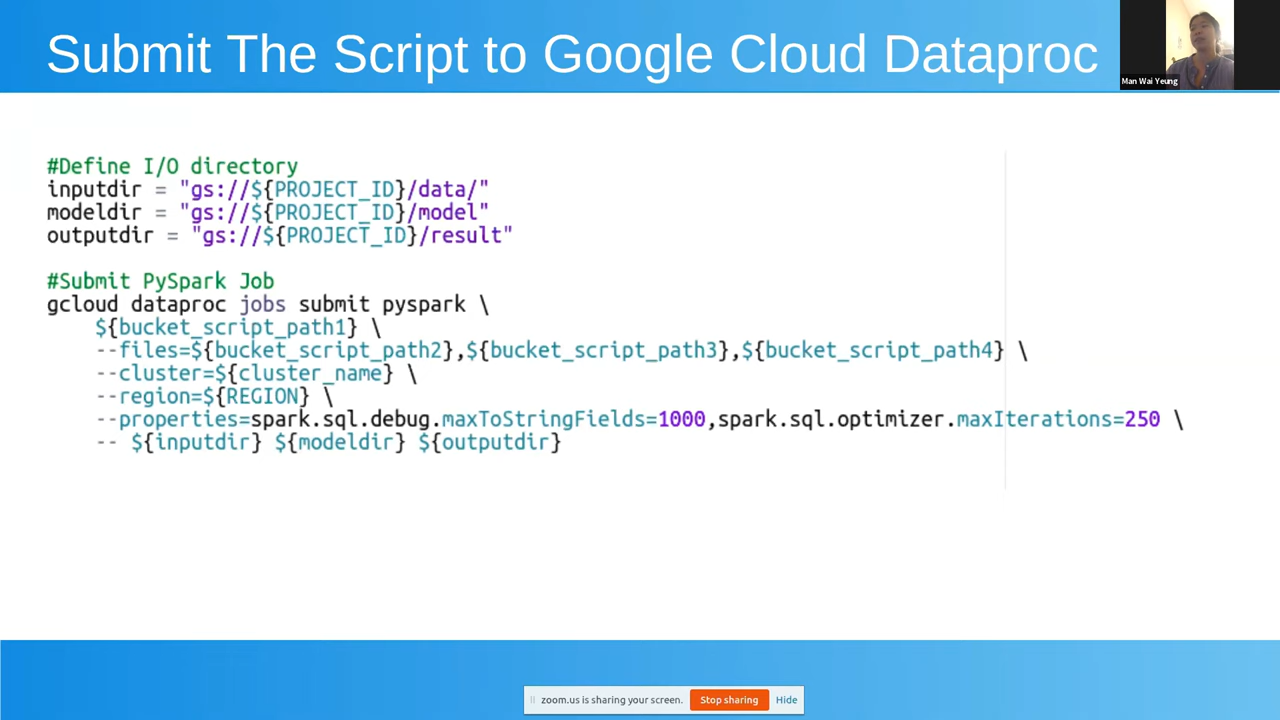 Submit The Script to Google Cloud Dataproc
Man Wai Yeung
#Define I/O directory
inputdir = "gs://${PROJECT_ID}/data/"
modeldir = "gs://${PROJECT_ID}/model"
outputdir = "gs://${PROJECT_ID}/result"
#Submit PySpark Job
gcloud dataproc jobs submit pyspark \
${bucket_script_path1} \
--files=${bucket_script_path2},${bucket_script_path3},${bucket_script_path4} \
--cluster=${cluster_name} \
--region=${REGION} \
--properties=spark.sql.debug.maxToStringFields=1000,spark.sql.optimizer.maxIterations=250 \
-- ${inputdir} ${modeldir} ${outputdir}
zoom.us is sharing your screen. Stop sharing Hide